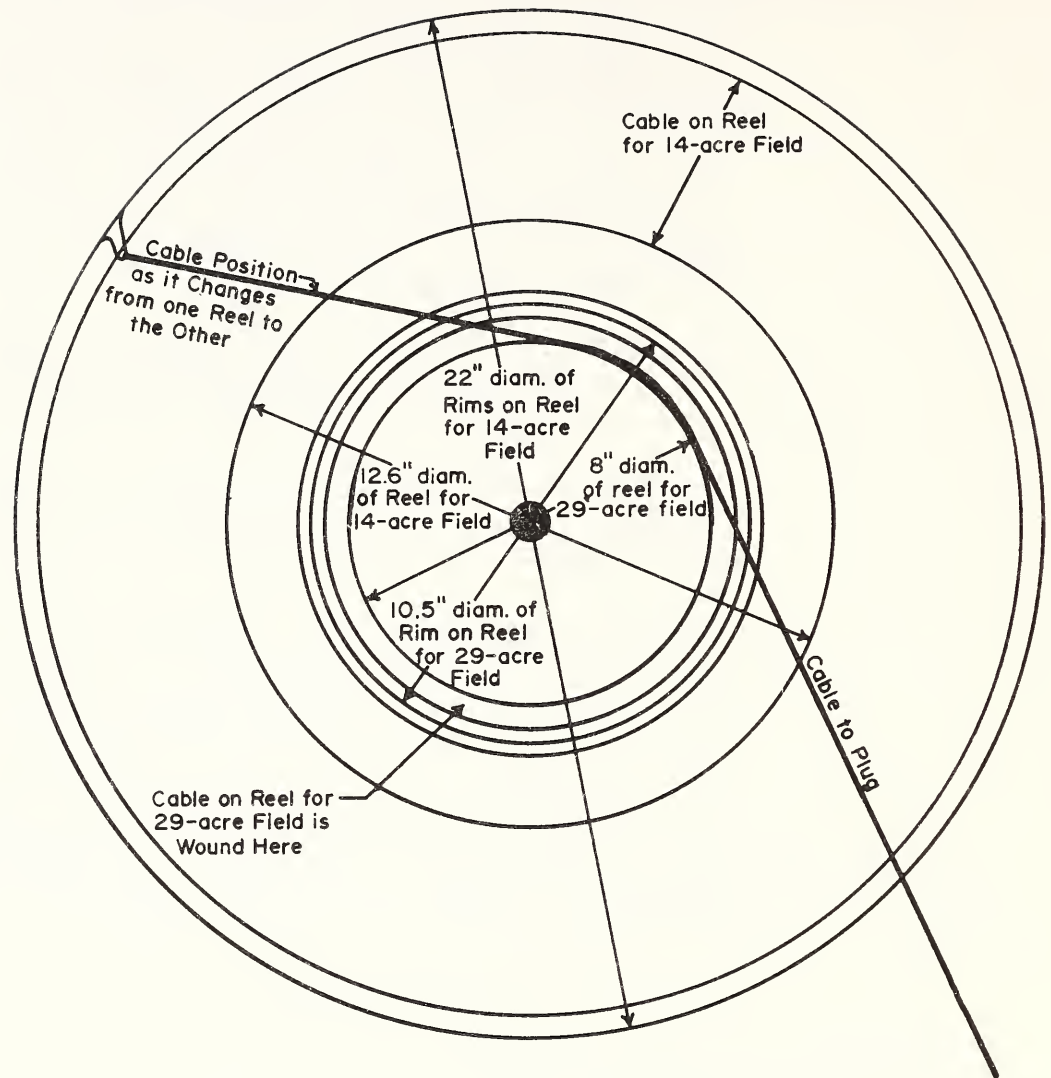 Cable on Reel
for 14-acre Field
Cable Position
as it Changes
from one Reel to
the Other
22" diam. of
Rims on Reel
for 14-acre
Field
12.6" diam.
of Reel for
14-acre Field
8" diam.
of reel for
29-acre field
10.5" diam. of
Rim on Reel
for 29-acre
Field
Cable to Plug
Cable on Reel for
29-acre Field is
Wound Here